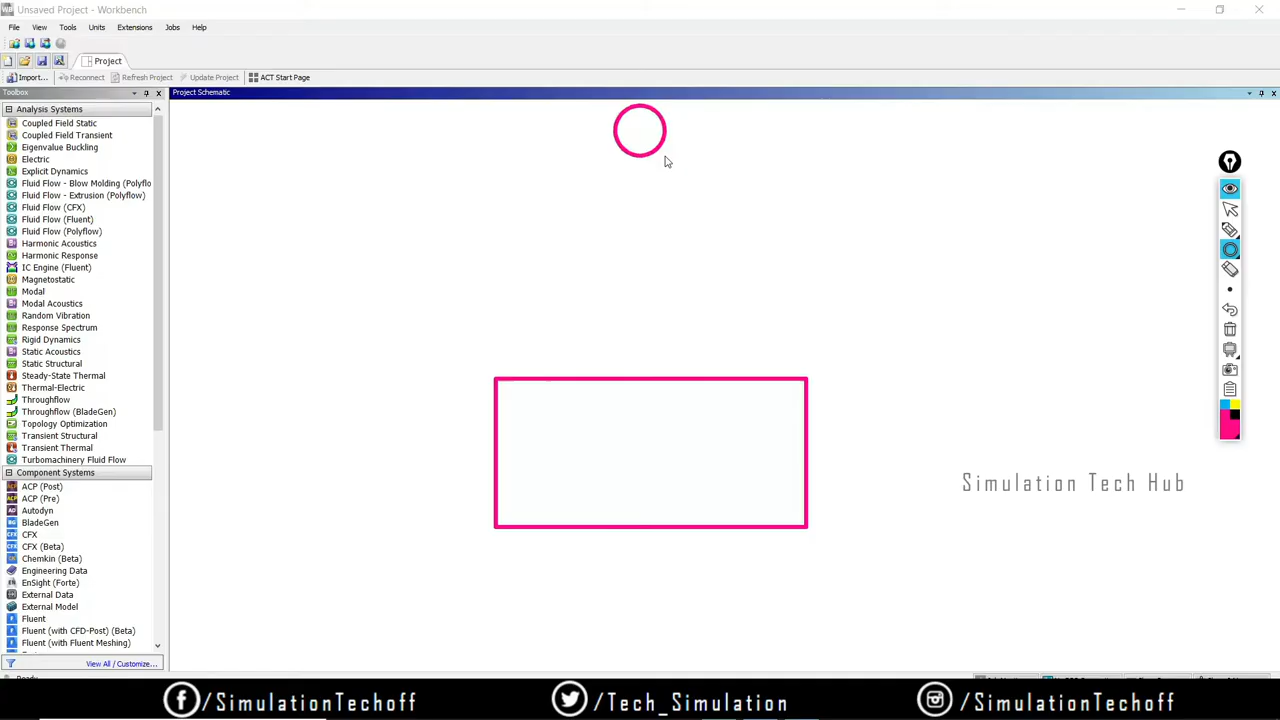 Unsaved Project - Workbench
File View Tools Units Extensions Jobs Help
Project
Import... Reconnect Refresh Project Update Project ACT Start Page
Toolbox
Project Schematic
Analysis Systems
Coupled Field Static
Coupled Field Transient
Eigenvalue Buckling
Electric
Explicit Dynamics
Fluid Flow - Blow Molding (Polyflo
Fluid Flow - Extrusion (Polyflow)
Fluid Flow (CFX)
Fluid Flow (Fluent)
Fluid Flow (Polyflow)
Harmonic Acoustics
Harmonic Response
IC Engine (Fluent)
Magnetostatic
Modal
Modal Acoustics
Random Vibration
Response Spectrum
Rigid Dynamics
Static Acoustics
Static Structural
Steady-State Thermal
Thermal-Electric
Throughflow
Throughflow (BladeGen)
Topology Optimization
Transient Structural
Transient Thermal
Turbomachinery Fluid Flow
Component Systems
ACP (Post)
ACP (Pre)
Autodyn
BladeGen
CFX
CFX (Beta)
Chemkin (Beta)
Engineering Data
EnSight (Forte)
External Data
External Model
Fluent
Fluent (with CFD-Post) (Beta)
Fluent (with Fluent Meshing)
View All / Customize...
Simulation Tech Hub
/SimulationTechoff
/Tech_Simulation
/SimulationTechoff